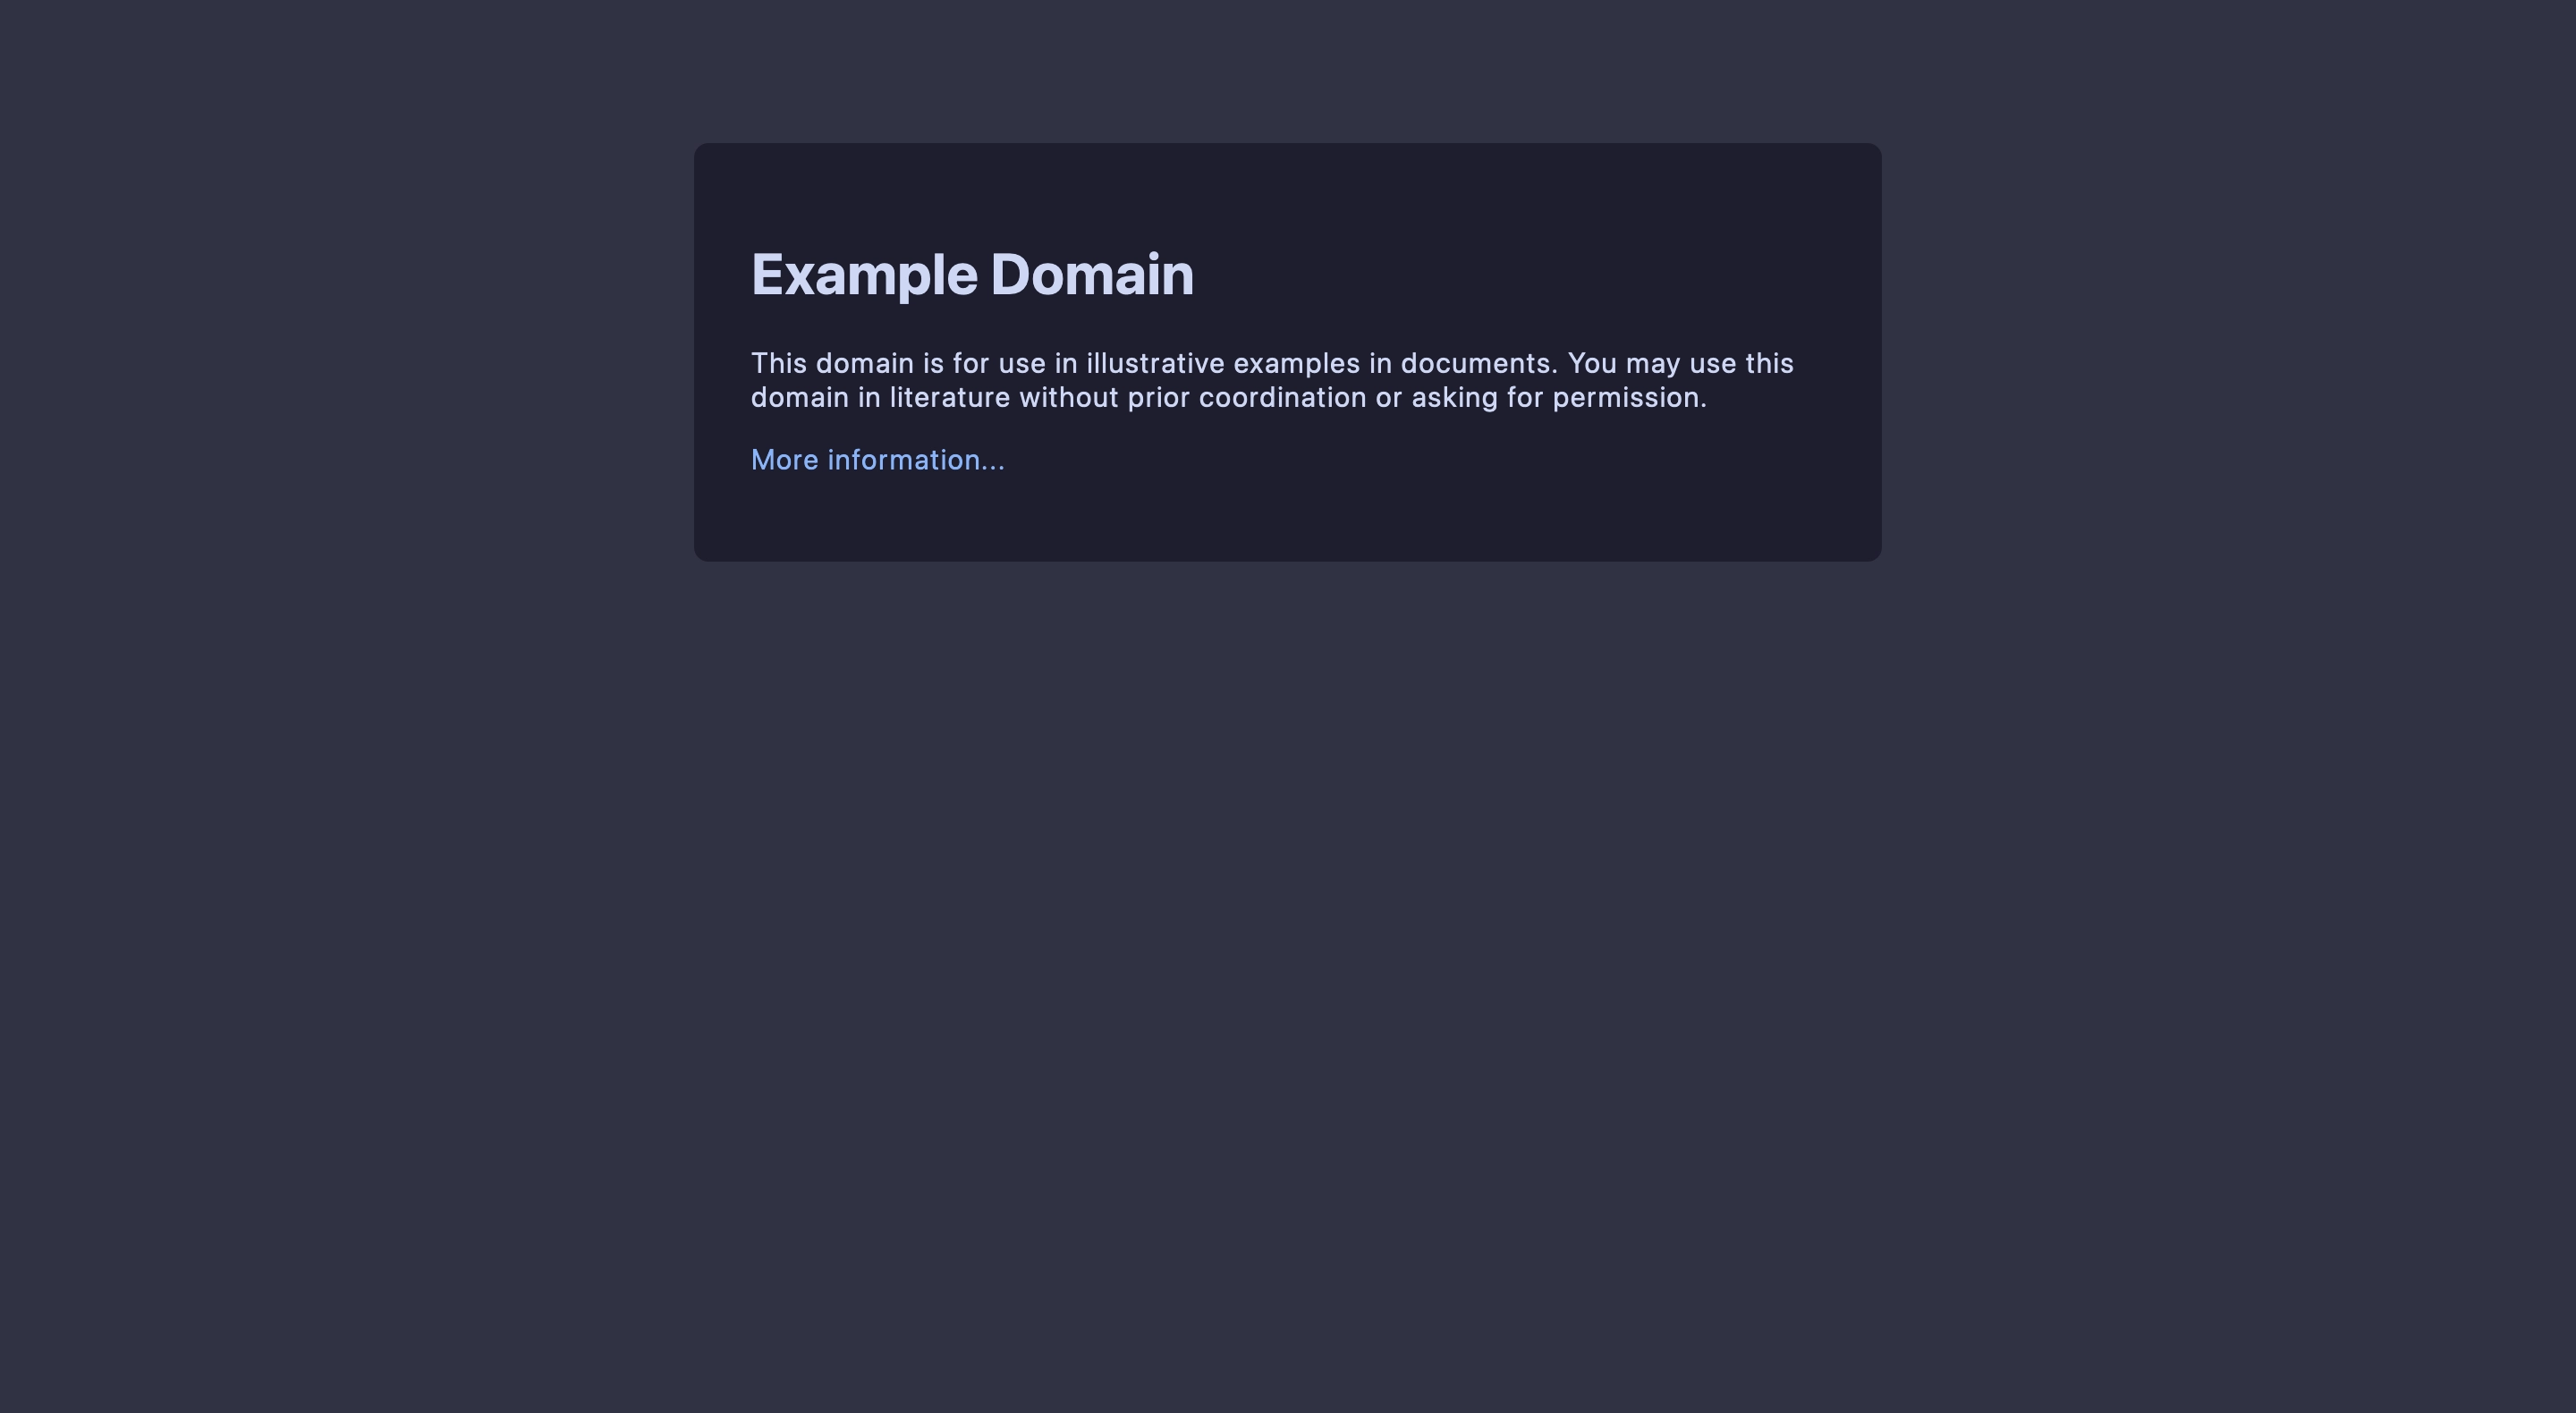 Example Domain
This domain is for use in illustrative examples in documents. You may use this
domain in literature without prior coordination or asking for permission.
More information...